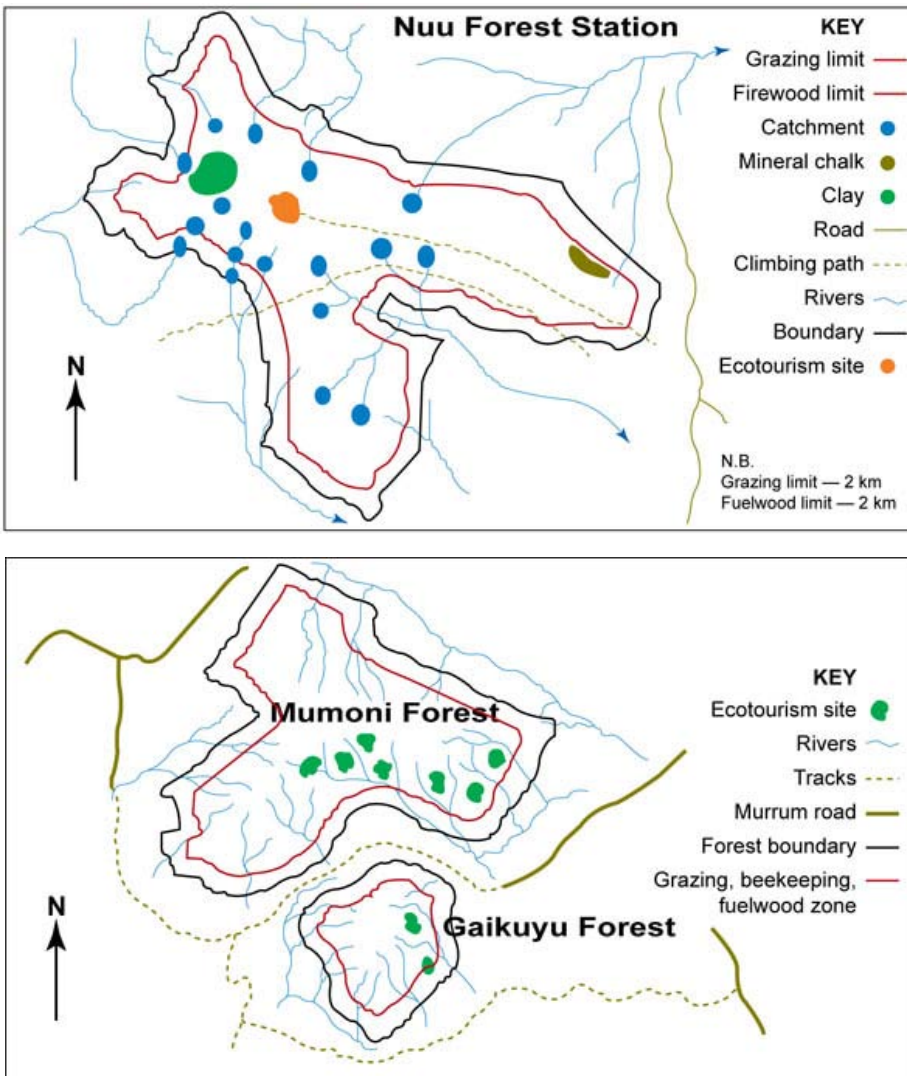 Nuu Forest Station
KEY
Grazing limit
Firewood limit
Catchment
Mineral chalk
Clay
Road
Climbing path
Rivers
Boundary
Ecotourism site
N
N.B.
Grazing limit — 2 km
Fuelwood limit — 2 km
KEY
Mumoni Forest
Ecotourism site
Rivers
Tracks
Murrum road
Forest boundary
Grazing, beekeeping,
fuelwood zone
N
Gaikuyu Forest